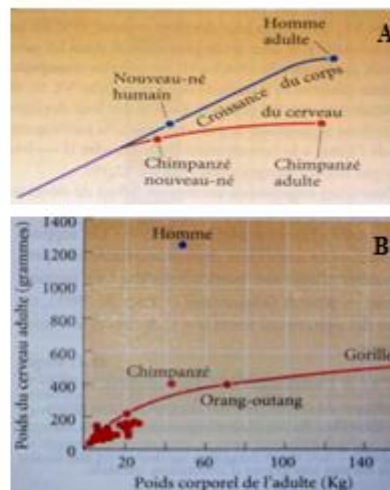 A
Homme
adulte
Nouveau-né
humain
Croissance
du corps
du cerveau
Chimpanzé
nouveau-né
Chimpanzé
adulte
B
1400
1200
1000
800
600
400
200
0
Poids du cerveau adulte (grammes)
Homme
Gorille
Chimpanzé
Orang-outang
20
60
100
140
Poids corporel de l'adulte (Kg)